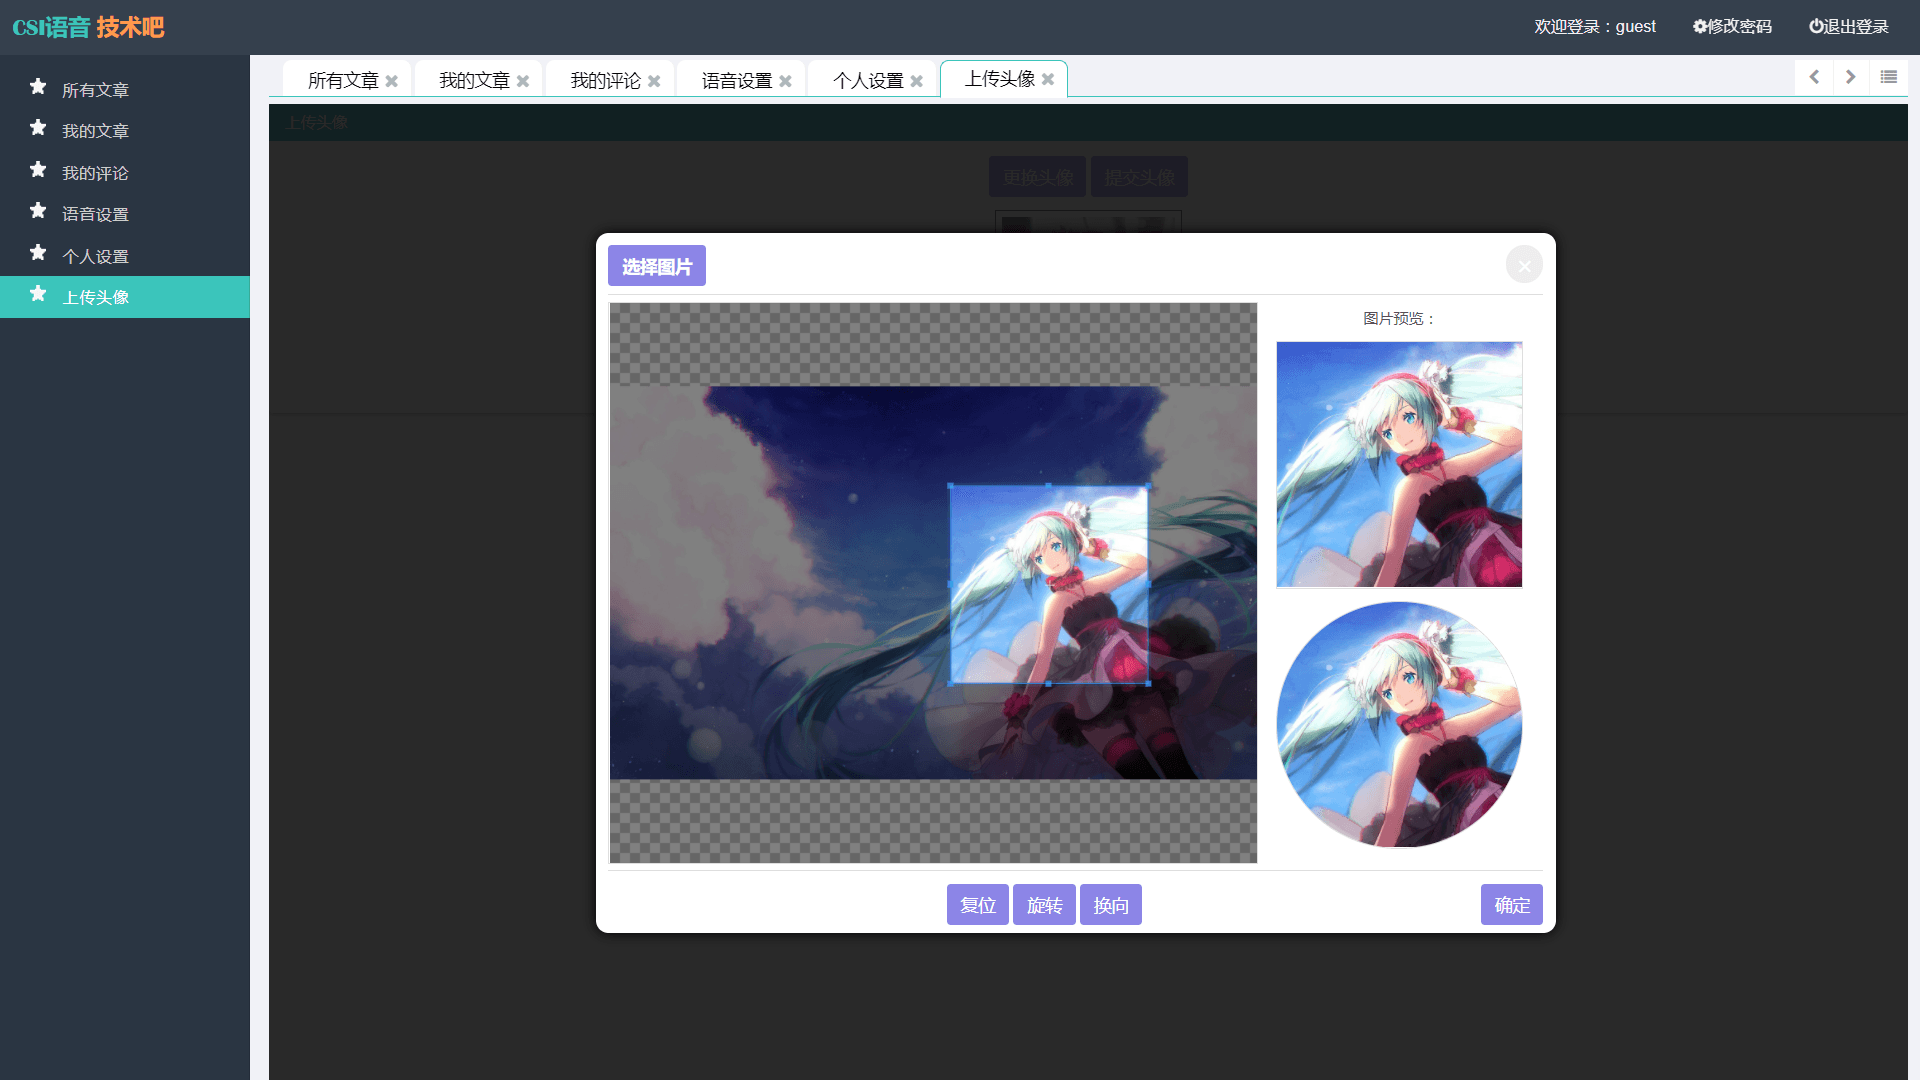 CSI语音 技术吧
欢迎登录：guest
修改密码
退出登录
所有文章
我的文章
我的评论
语音设置
个人设置
上传头像
所有文章
我的文章
我的评论
语音设置
个人设置
上传头像
上传头像
更换头像
提交头像
选择图片
图片预览：
复位
旋转
换向
确定